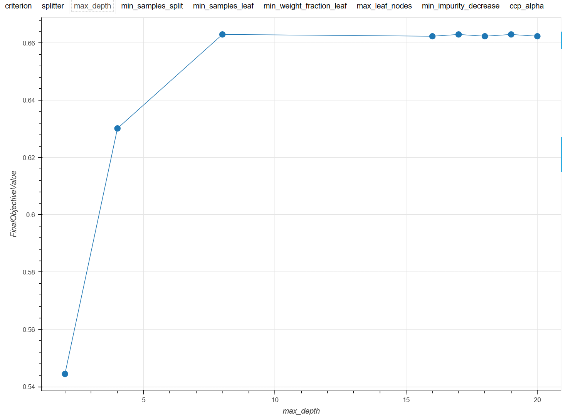 criterion splitter max_depth min_samples_split min_samples_leaf min_weight_fraction_leaf max_leaf_nodes min_impurity_decrease ccp_alpha
0.66
0.64
0.62
0.6
0.58
0.56
0.54
FinalObjectiveValue
5 10 15 20
max_depth